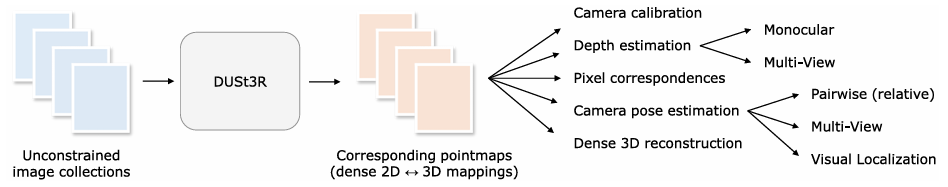 DUSt3R
Unconstrained
image collections
Corresponding pointmaps
(dense 2D ↔ 3D mappings)
Camera calibration
Depth estimation
Monocular
Multi-View
Pixel correspondences
Camera pose estimation
Pairwise (relative)
Multi-View
Visual Localization
Dense 3D reconstruction